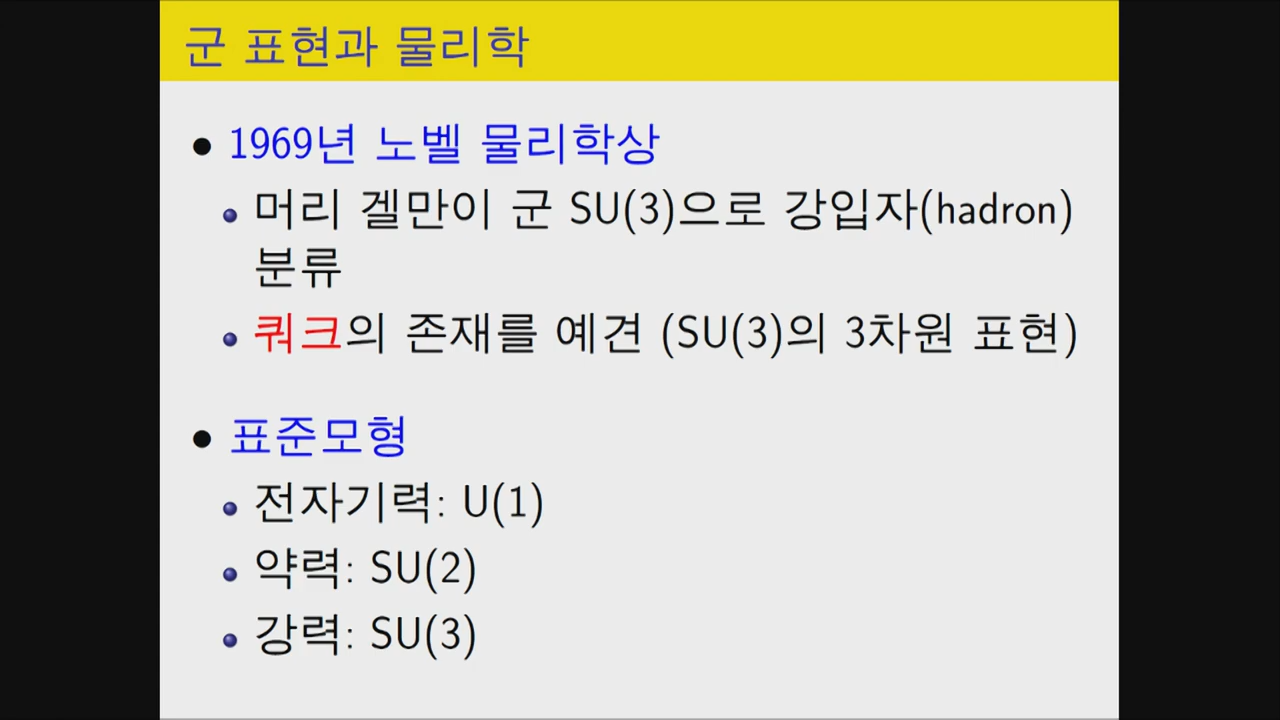 군 표현과 물리학
• 1969년 노벨 물리학상
• 머리 겔만이 군 SU(3)으로 강입자(hadron)
분류
• 쿼크의 존재를 예견 (SU(3)의 3차원 표현)
• 표준모형
• 전자기력: U(1)
• 약력: SU(2)
• 강력: SU(3)